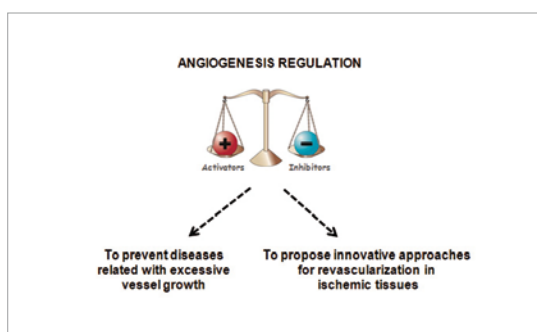 ANGIOGENESIS REGULATION
+
−
Activators
Inhibitors
To prevent diseases
related with excessive
vessel growth
To propose innovative approaches
for revascularization in
ischemic tissues